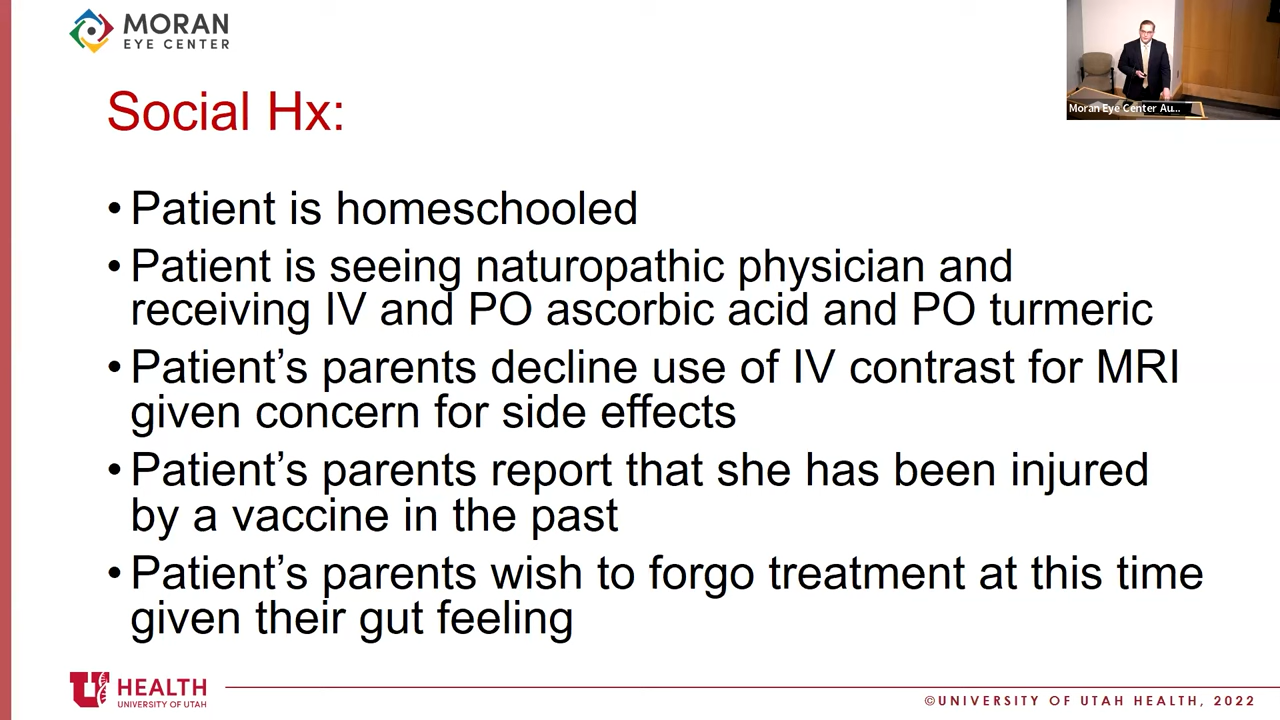 MORAN
EYE CENTER
Moran Eye Center Au...
Social Hx:
•Patient is homeschooled
•Patient is seeing naturopathic physician and
receiving IV and PO ascorbic acid and PO turmeric
•Patient’s parents decline use of IV contrast for MRI
given concern for side effects
•Patient’s parents report that she has been injured
by a vaccine in the past
•Patient’s parents wish to forgo treatment at this time
given their gut feeling
U HEALTH
UNIVERSITY OF UTAH
©UNIVERSITY OF UTAH HEALTH, 2022